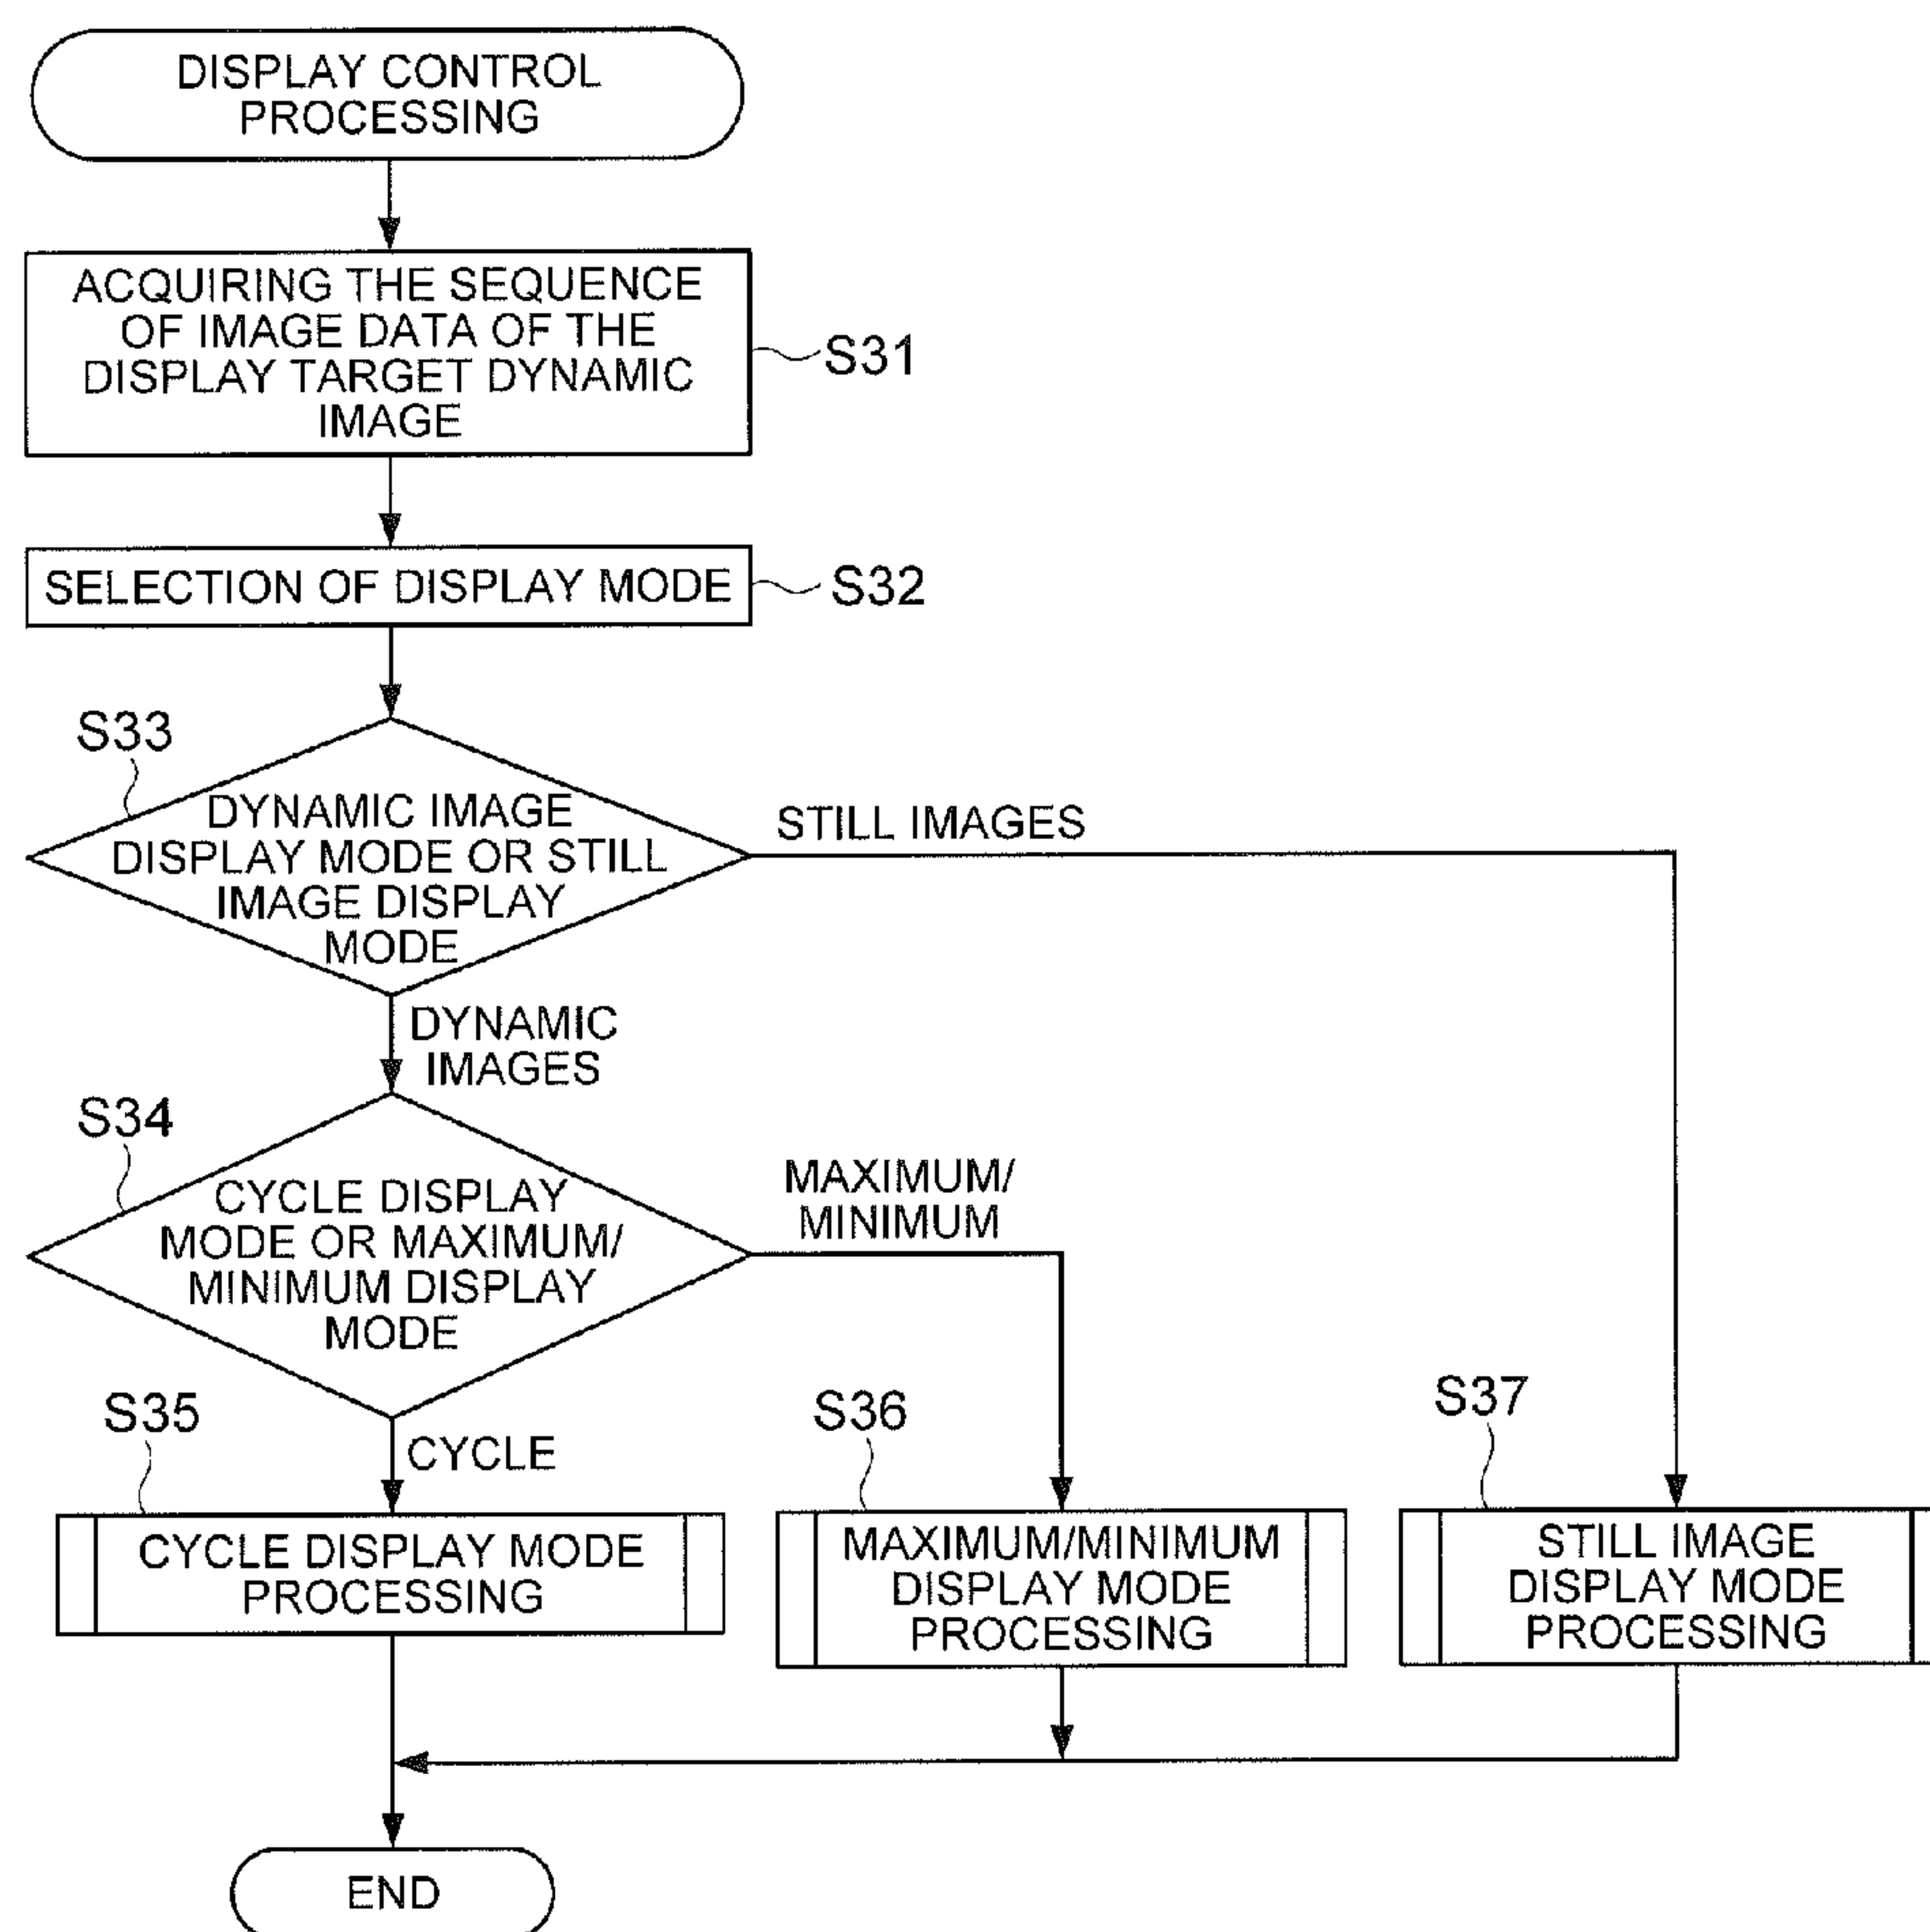 DISPLAY CONTROL
PROCESSING
ACQUIRING THE SEQUENCE
OF IMAGE DATA OF THE
DISPLAY TARGET DYNAMIC
IMAGE
S31
SELECTION OF DISPLAY MODE
S32
S33
DYNAMIC IMAGE
DISPLAY MODE OR STILL
IMAGE DISPLAY
MODE
STILL IMAGES
DYNAMIC
IMAGES
S34
CYCLE DISPLAY
MODE OR MAXIMUM/
MINIMUM DISPLAY
MODE
MAXIMUM/
MINIMUM
CYCLE
S35
CYCLE DISPLAY MODE
PROCESSING
S36
MAXIMUM/MINIMUM
DISPLAY MODE
PROCESSING
S37
STILL IMAGE
DISPLAY MODE
PROCESSING
END